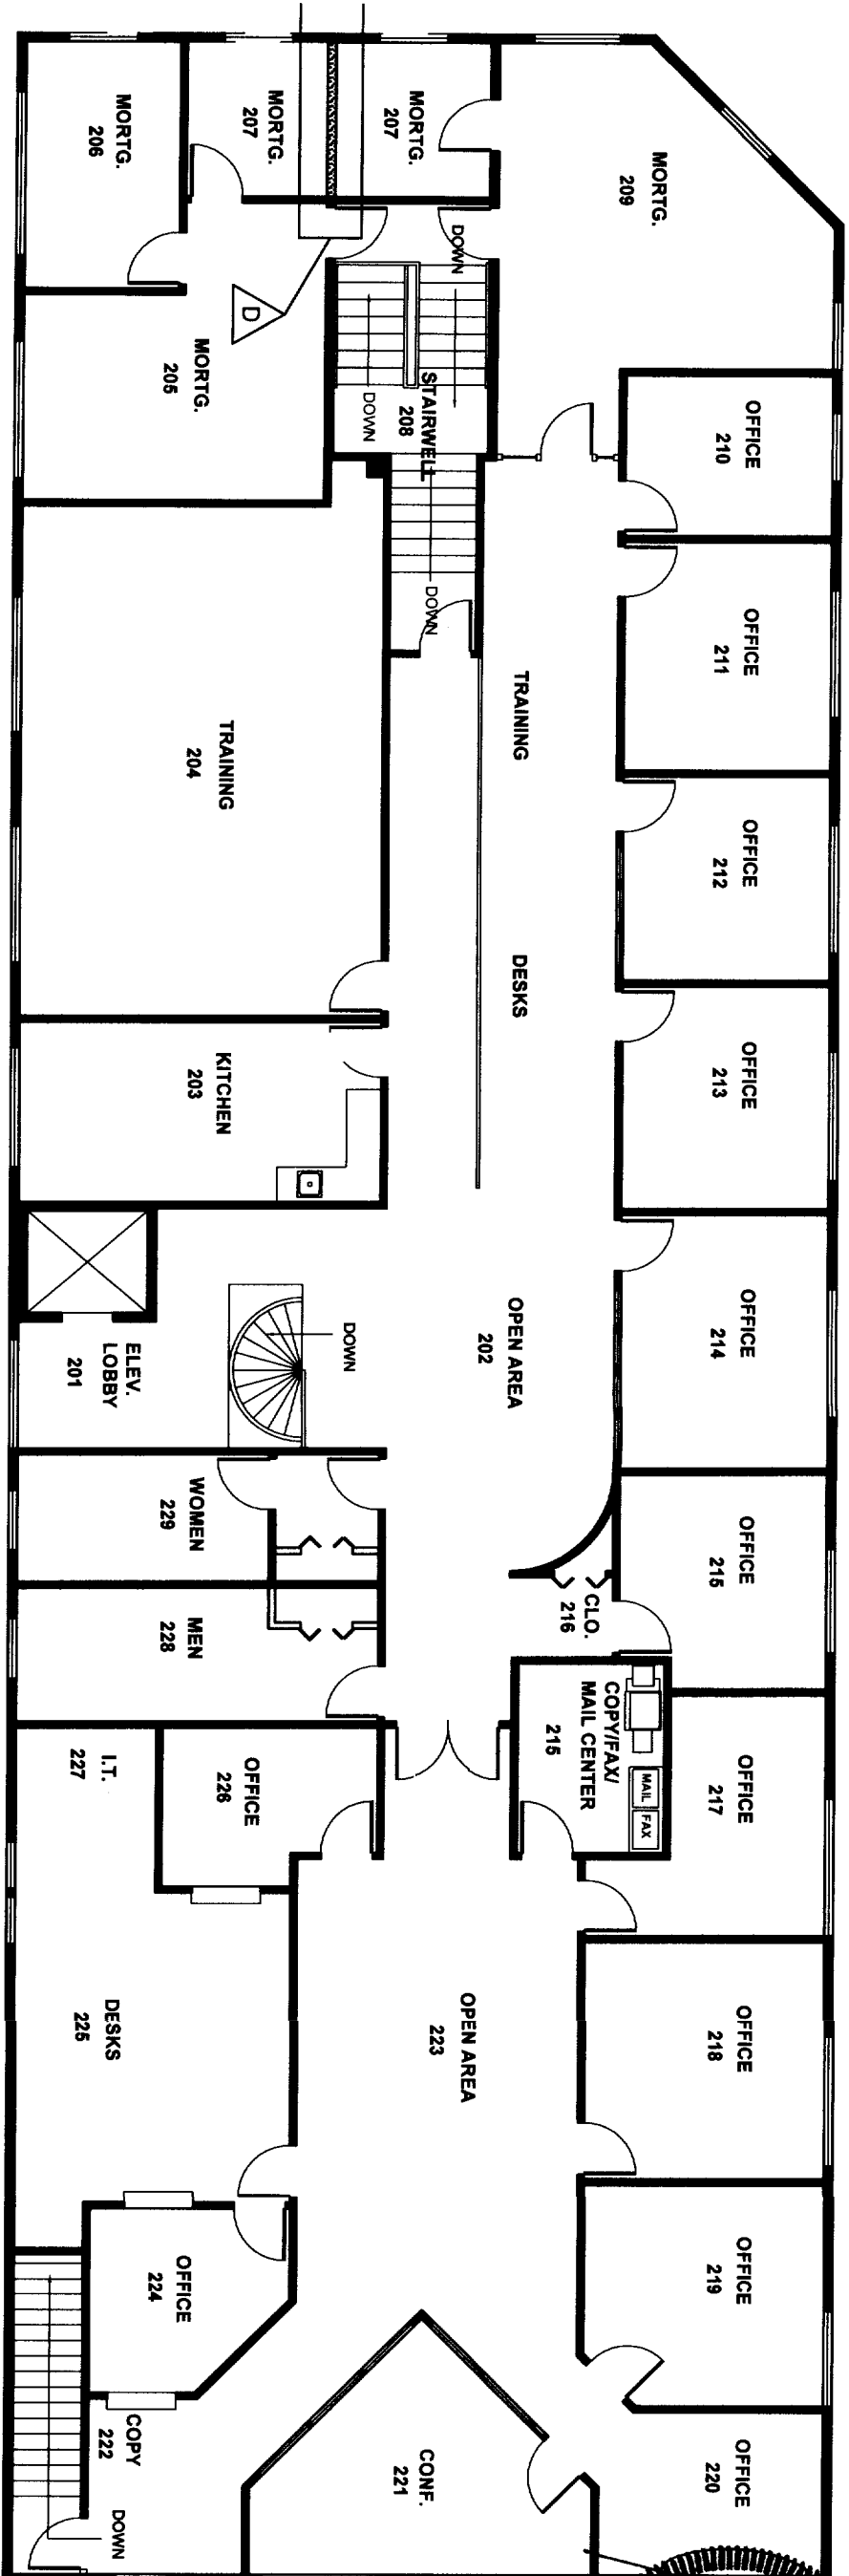 MORTG.
206
MORTG.
207
MORTG.
207
MORTG.
209
DOWN
D
MORTG.
205
STAIRWELL
208
DOWN
DOWN
OFFICE
210
OFFICE
211
TRAINING
204
TRAINING
DESKS
OFFICE
212
OFFICE
213
KITCHEN
203
ELEV.
LOBBY
201
DOWN
OPEN AREA
202
OFFICE
214
WOMEN
229
MEN
228
CLO.
216
OFFICE
215
COPY/FAX/
MAIL CENTER
215
MAIL
FAX
OFFICE
217
I.T.
227
OFFICE
226
DESKS
225
OPEN AREA
223
OFFICE
218
OFFICE
224
OFFICE
219
COPY
222
DOWN
CONF.
221
OFFICE
220